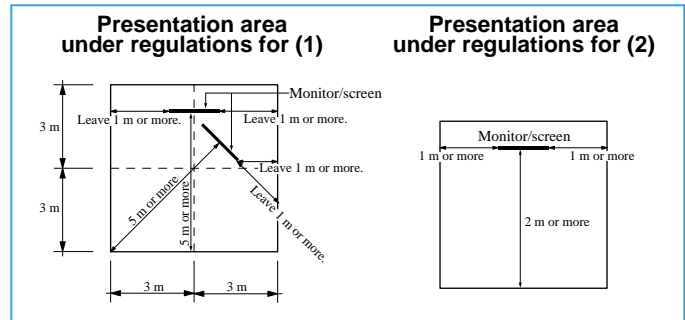 Presentation area
under regulations for (1)
Presentation area
under regulations for (2)
Monitor/screen
3 m
Leave 1 m or more.
Leave 1 m or more.
Leave 1 m or more.
3 m
5 m or more
5 m or more
Leave 1 m or more.
3 m
3 m
Monitor/screen
1 m or more
1 m or more
2 m or more